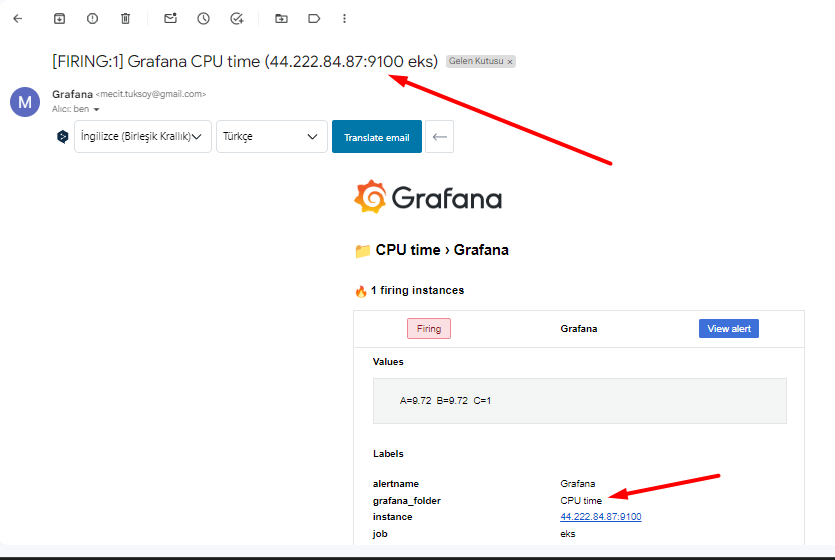 [FIRING:1] Grafana CPU time (44.222.84.87:9100 eks) Gelen Kutusu ×
M
Grafana <mecit.tuksoy@gmail.com>
Alıcı: ben
İngilizce (Birleşik Krallık) Türkçe Translate email
Grafana
CPU time › Grafana
1 firing instances
Firing Grafana View alert
Values
A=9.72 B=9.72 C=1
Labels
alertname Grafana
grafana_folder CPU time
instance 44.222.84.87:9100
job eks